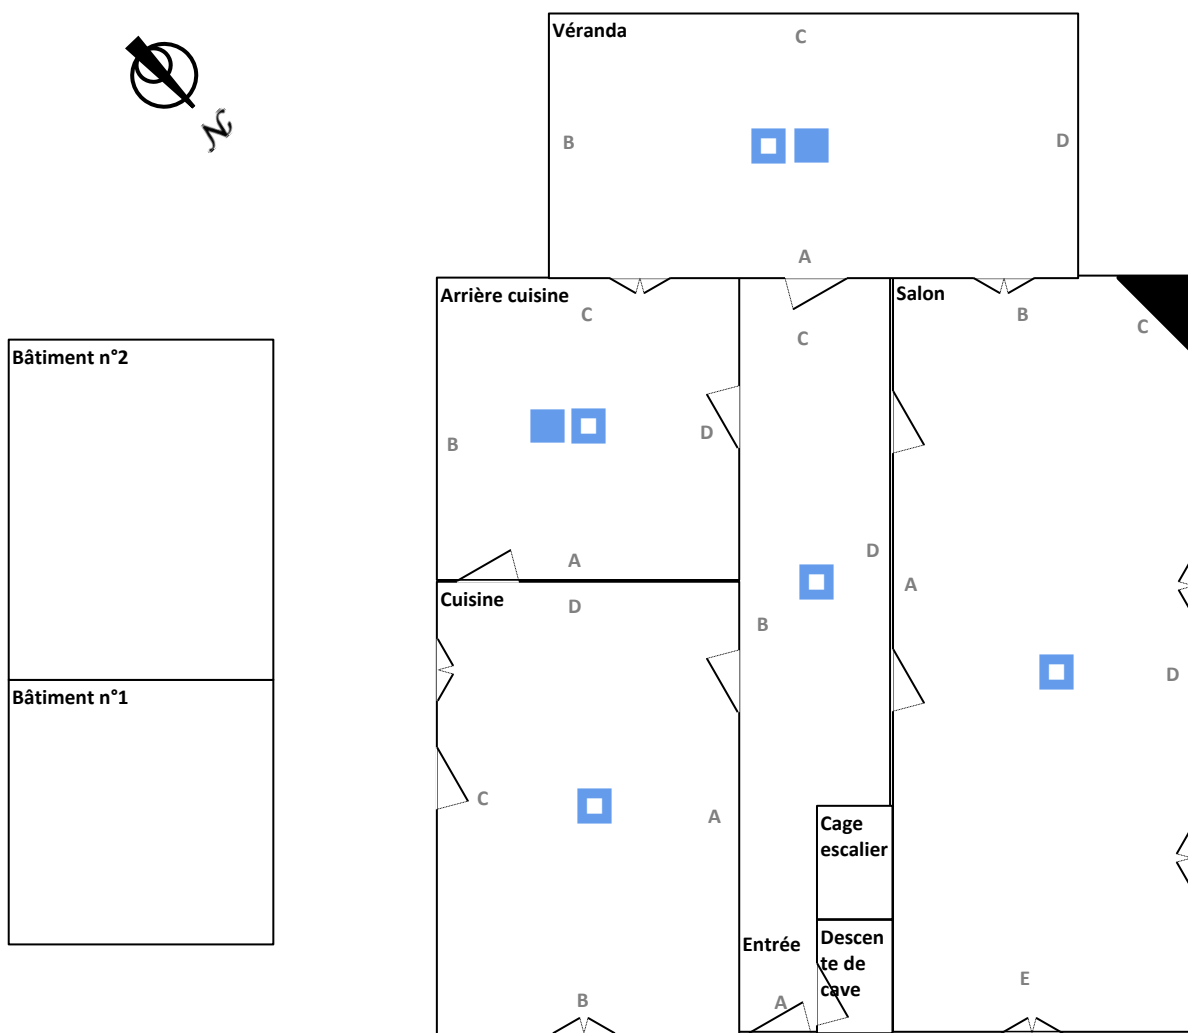 Véranda
C
B
D
A
N
Arrière cuisine
C
B
D
A
Salon
B
C
A
D
E
C
D
B
Entrée
A
Cuisine
D
C
A
B
Cage
escalier
Descen
te de
cave
Bâtiment n°2
Bâtiment n°1